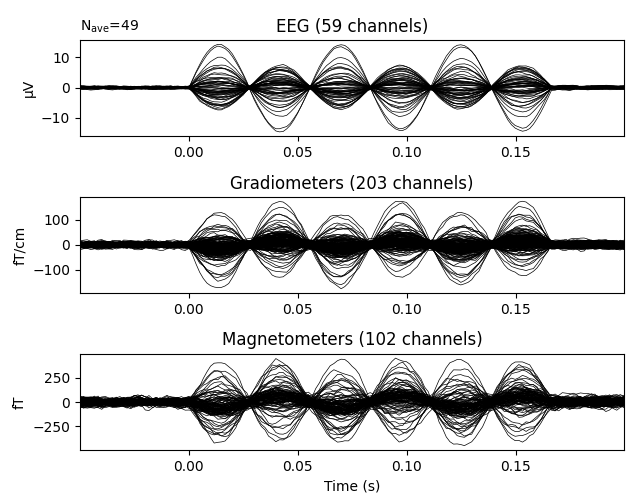 N_ave=49
EEG (59 channels)
µV
10
0
−10
0.00 0.05 0.10 0.15
Gradiometers (203 channels)
fT/cm
100
0
−100
0.00 0.05 0.10 0.15
Magnetometers (102 channels)
fT
250
0
−250
0.00 0.05 0.10 0.15
Time (s)